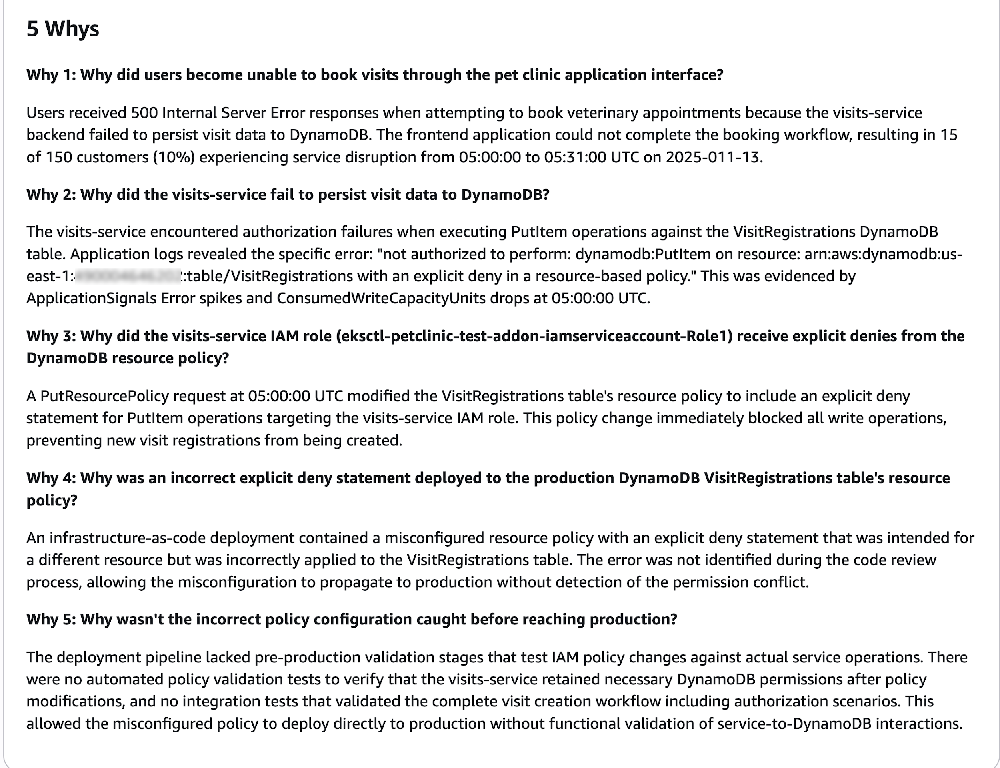 5 Whys
Why 1: Why did users become unable to book visits through the pet clinic application interface?
Users received 500 Internal Server Error responses when attempting to book veterinary appointments because the visits-service
backend failed to persist visit data to DynamoDB. The frontend application could not complete the booking workflow, resulting in 15
of 150 customers (10%) experiencing service disruption from 05:00:00 to 05:31:00 UTC on 2025-011-13.
Why 2: Why did the visits-service fail to persist visit data to DynamoDB?
The visits-service encountered authorization failures when executing PutItem operations against the VisitRegistrations DynamoDB
table. Application logs revealed the specific error: "not authorized to perform: dynamodb:PutItem on resource: arn:aws:dynamodb:us-
east-1: :table/VisitRegistrations with an explicit deny in a resource-based policy." This was evidenced by
ApplicationSignals Error spikes and ConsumedWriteCapacityUnits drops at 05:00:00 UTC.
Why 3: Why did the visits-service IAM role (eksctl-petclinic-test-addon-iamserviceaccount-Role1) receive explicit denies from the
DynamoDB resource policy?
A PutResourcePolicy request at 05:00:00 UTC modified the VisitRegistrations table's resource policy to include an explicit deny
statement for PutItem operations targeting the visits-service IAM role. This policy change immediately blocked all write operations,
preventing new visit registrations from being created.
Why 4: Why was an incorrect explicit deny statement deployed to the production DynamoDB VisitRegistrations table's resource
policy?
An infrastructure-as-code deployment contained a misconfigured resource policy with an explicit deny statement that was intended for
a different resource but was incorrectly applied to the VisitRegistrations table. The error was not identified during the code review
process, allowing the misconfiguration to propagate to production without detection of the permission conflict.
Why 5: Why wasn't the incorrect policy configuration caught before reaching production?
The deployment pipeline lacked pre-production validation stages that test IAM policy changes against actual service operations. There
were no automated policy validation tests to verify that the visits-service retained necessary DynamoDB permissions after policy
modifications, and no integration tests that validated the complete visit creation workflow including authorization scenarios. This
allowed the misconfigured policy to deploy directly to production without functional validation of service-to-DynamoDB interactions.